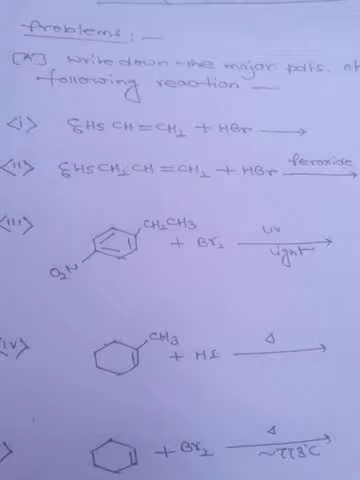 Problems:—
[A] write down the major pdts. of
following reaction —
<i> C₆H5 CH=CH₂ + HBr ⟶
<ii> C₆H5CH₂CH=CH₂ + HBr peroxide ⟶
<iii> CH₂CH₃ + Br₂ uv light ⟶
O₂N
<iv> CH₃ + HI Δ ⟶
> + Br₂ Δ ~773°C ⟶